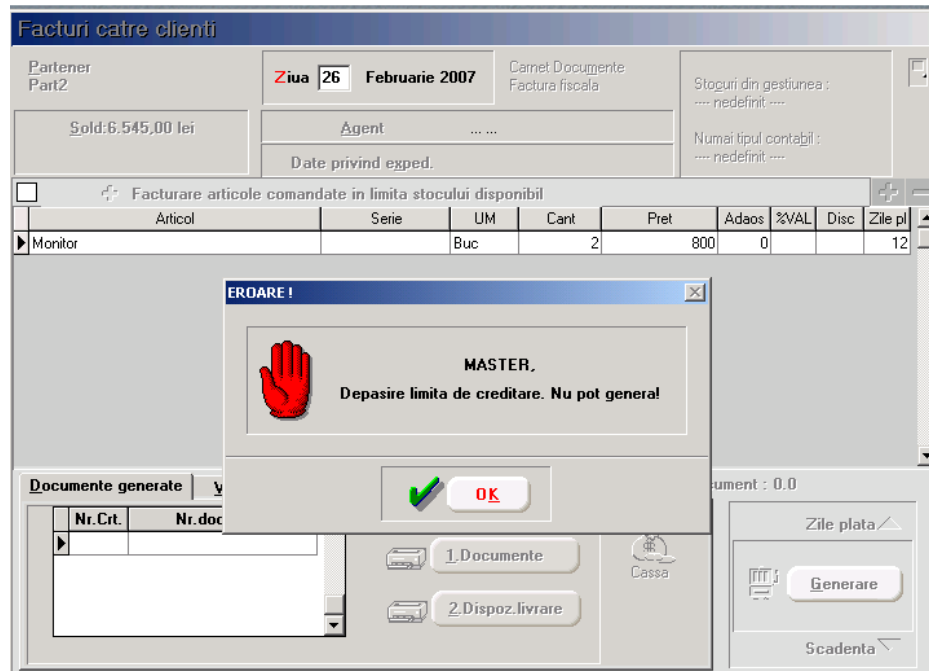 Facturi catre clienti
Partener
Part2
Ziua 26 Februarie 2007
Carnet Documente
Factura fiscala
Stocuri din gestiunea :
---- nedefinit ----
Numai tipul contabil :
---- nedefinit ----
Sold:6.545,00 lei
Agent ... ...
Date privind exped.
Facturare articole comandate in limita stocului disponibil
Articol Serie UM Cant Pret Adaos %VAL Disc Zile pl
Monitor Buc 2 800 0 12
EROARE !
MASTER,
Depasire limita de creditare. Nu pot genera!
OK
Documente generate V
ument : 0.0
Nr.Crt. Nr.doc
1.Documente
2.Dispoz.livrare
Cassa
Zile plata
Generare
Scadenta